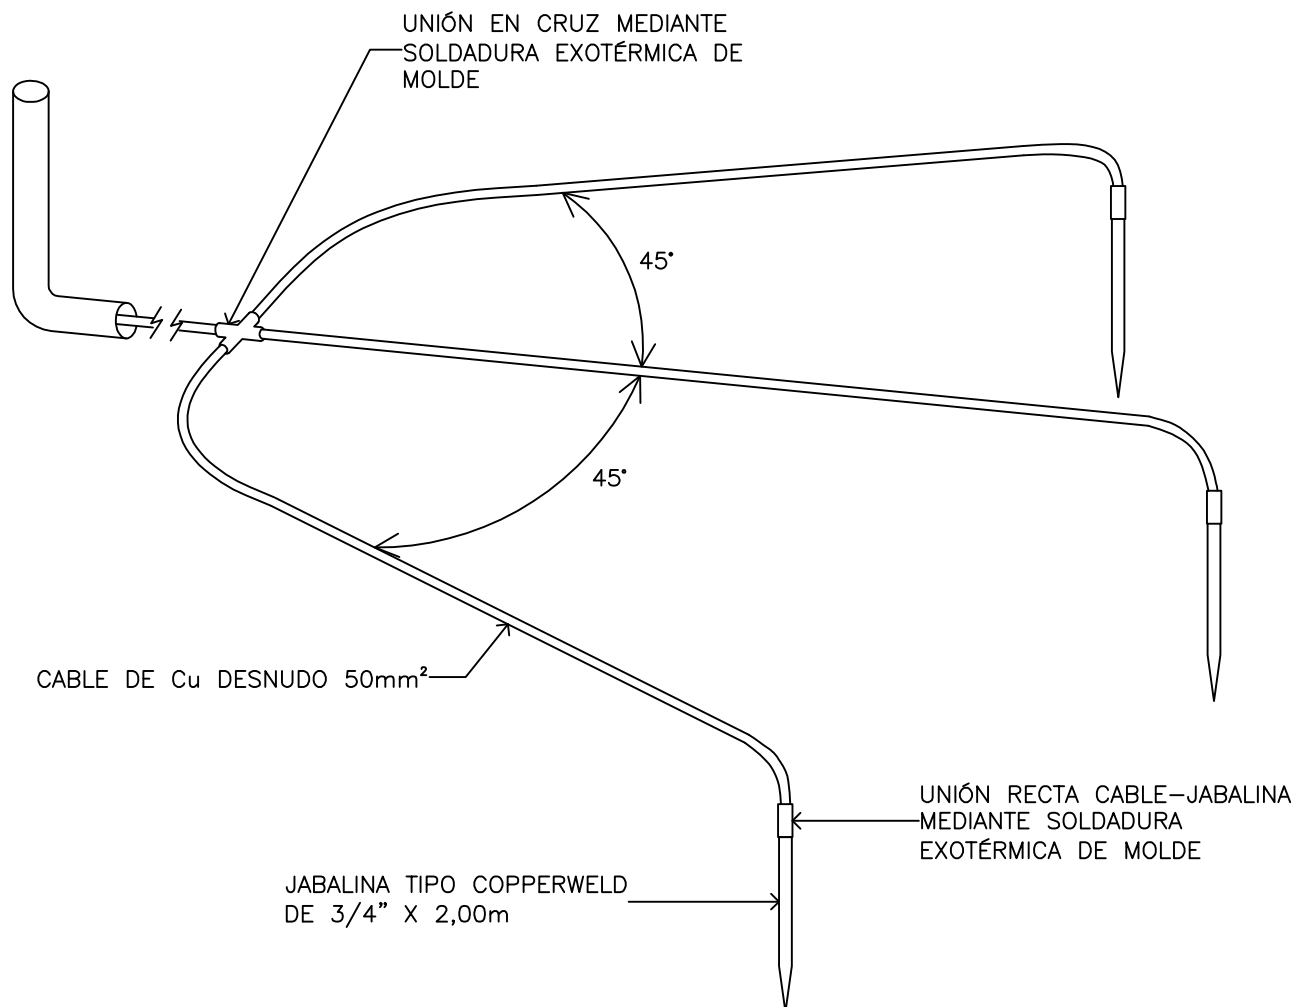 UNIÓN EN CRUZ MEDIANTE
SOLDADURA EXOTÉRMICA DE
MOLDE
45°
45°
CABLE DE Cu DESNUDO 50mm²
UNIÓN RECTA CABLE-JABALINA
MEDIANTE SOLDADURA
EXOTÉRMICA DE MOLDE
JABALINA TIPO COPPERWELD
DE 3/4" X 2,00m